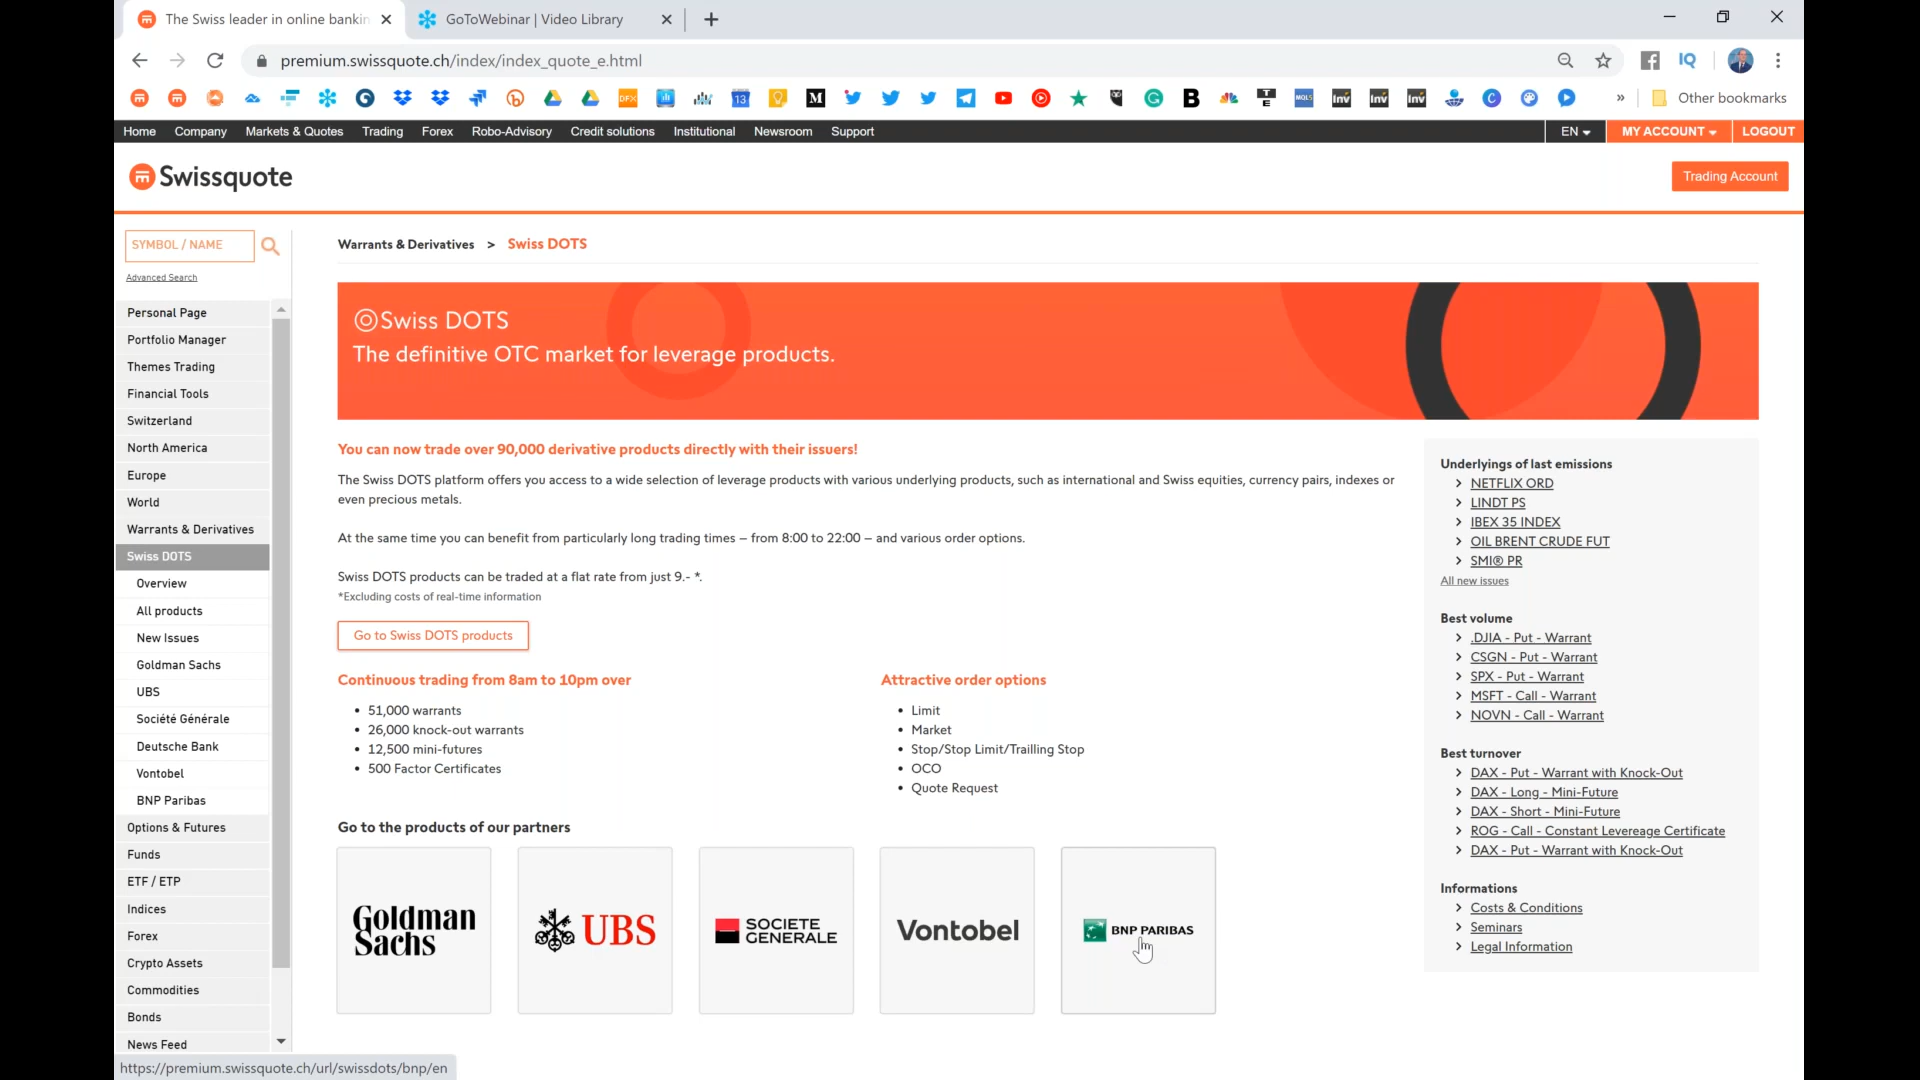 The Swiss leader in online bankin
GoToWebinar | Video Library
premium.swissquote.ch/index/index_quote_e.html
IQ
DFX
13
M
T
E
MQL5
B
Inv
Inv
Inv
»
Other bookmarks
Home
Company
Markets & Quotes
Trading
Forex
Robo-Advisory
Credit solutions
Institutional
Newsroom
Support
EN
MY ACCOUNT
LOGOUT
Swissquote
Trading Account
SYMBOL / NAME
Advanced Search
Personal Page
Portfolio Manager
Themes Trading
Financial Tools
Switzerland
North America
Europe
World
Warrants & Derivatives
Swiss DOTS
Overview
All products
New Issues
Goldman Sachs
UBS
Société Générale
Deutsche Bank
Vontobel
BNP Paribas
Options & Futures
Funds
ETF / ETP
Indices
Forex
Crypto Assets
Commodities
Bonds
News Feed
Warrants & Derivatives > Swiss DOTS
Swiss DOTS
The definitive OTC market for leverage products.
You can now trade over 90,000 derivative products directly with their issuers!
The Swiss DOTS platform offers you access to a wide selection of leverage products with various underlying products, such as international and Swiss equities, currency pairs, indexes or
even precious metals.
At the same time you can benefit from particularly long trading times – from 8:00 to 22:00 – and various order options.
Swiss DOTS products can be traded at a flat rate from just 9.- *.
*Excluding costs of real-time information
Go to Swiss DOTS products
Continuous trading from 8am to 10pm over
• 51,000 warrants
• 26,000 knock-out warrants
• 12,500 mini-futures
• 500 Factor Certificates
Attractive order options
• Limit
• Market
• Stop/Stop Limit/Trailling Stop
• OCO
• Quote Request
Go to the products of our partners
Goldman
Sachs
UBS
SOCIETE
GENERALE
Vontobel
BNP PARIBAS
Underlyings of last emissions
NETFLIX ORD
LINDT PS
IBEX 35 INDEX
OIL BRENT CRUDE FUT
SMI® PR
All new issues
Best volume
.DJIA - Put - Warrant
CSGN - Put - Warrant
SPX - Put - Warrant
MSFT - Call - Warrant
NOVN - Call - Warrant
Best turnover
DAX - Put - Warrant with Knock-Out
DAX - Long - Mini-Future
DAX - Short - Mini-Future
ROG - Call - Constant Levereage Certificate
DAX - Put - Warrant with Knock-Out
Informations
Costs & Conditions
Seminars
Legal Information
https://premium.swissquote.ch/url/swissdots/bnp/en